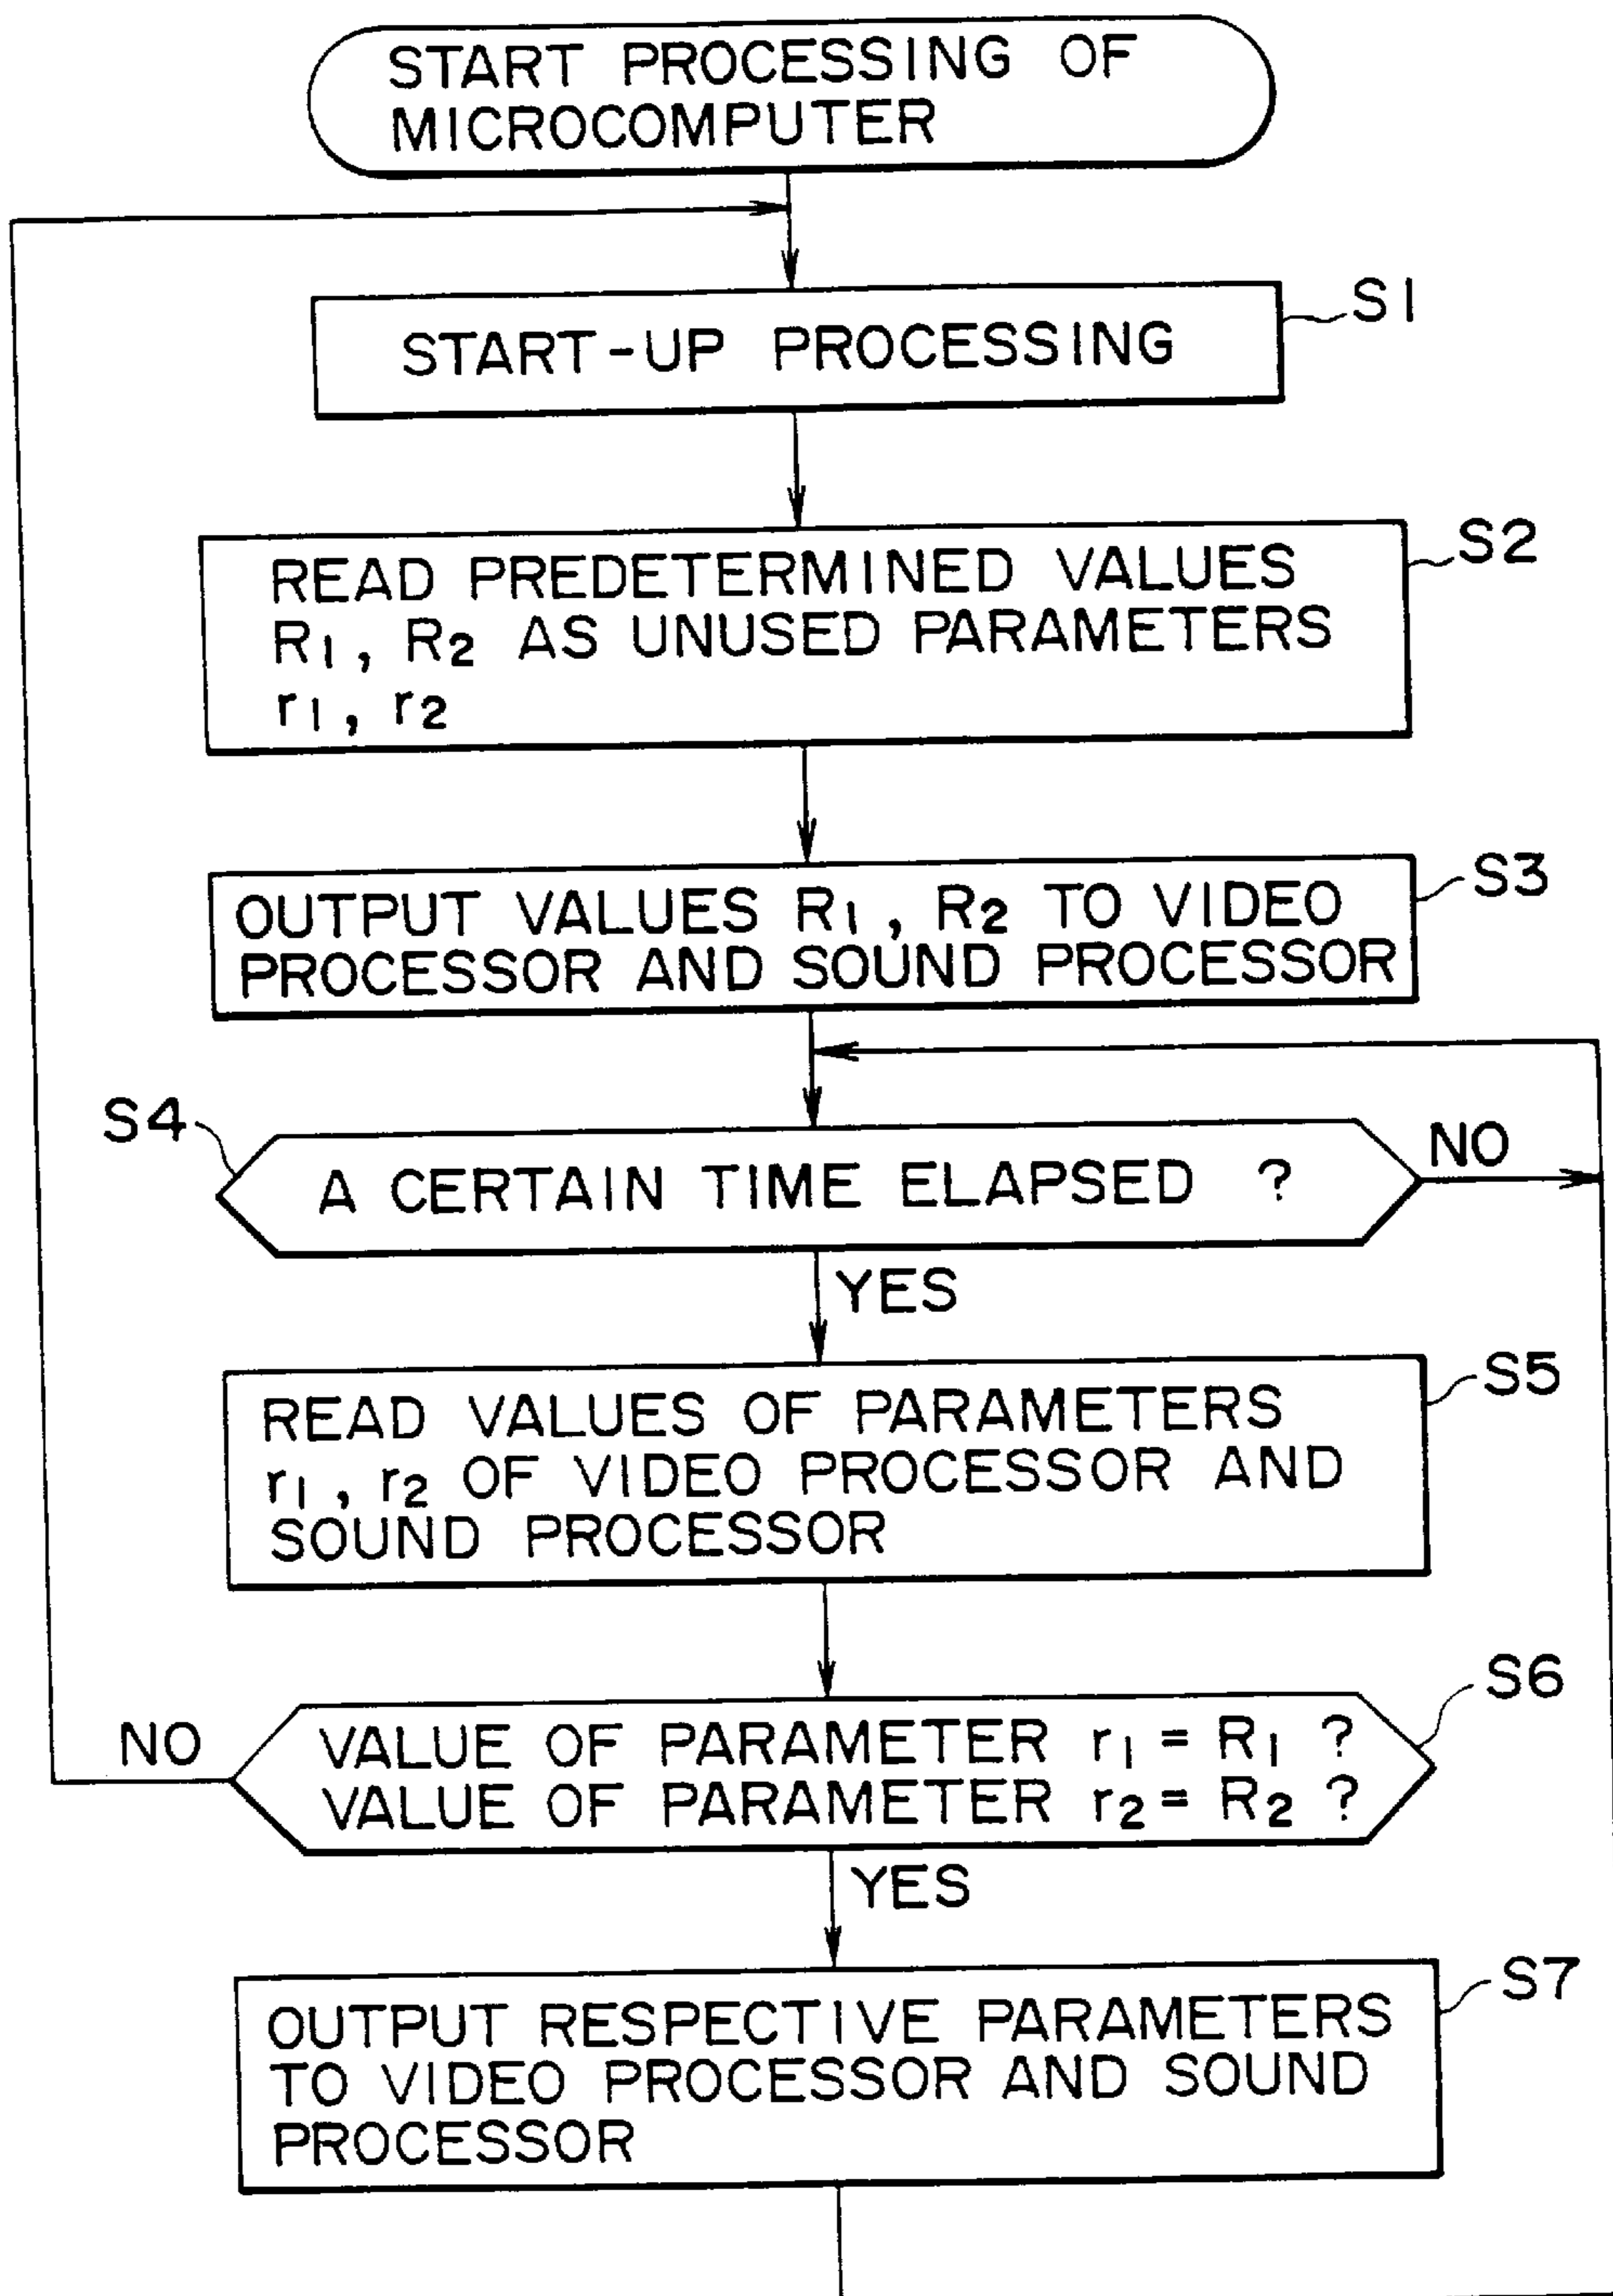 START PROCESSING OF
MICROCOMPUTER
S1
START-UP PROCESSING
S2
READ PREDETERMINED VALUES
R1, R2 AS UNUSED PARAMETERS
r1, r2
S3
OUTPUT VALUES R1, R2 TO VIDEO
PROCESSOR AND SOUND PROCESSOR
S4
A CERTAIN TIME ELAPSED ?
NO
YES
S5
READ VALUES OF PARAMETERS
r1, r2 OF VIDEO PROCESSOR AND
SOUND PROCESSOR
S6
NO
VALUE OF PARAMETER r1 = R1 ?
VALUE OF PARAMETER r2 = R2 ?
YES
S7
OUTPUT RESPECTIVE PARAMETERS
TO VIDEO PROCESSOR AND SOUND
PROCESSOR